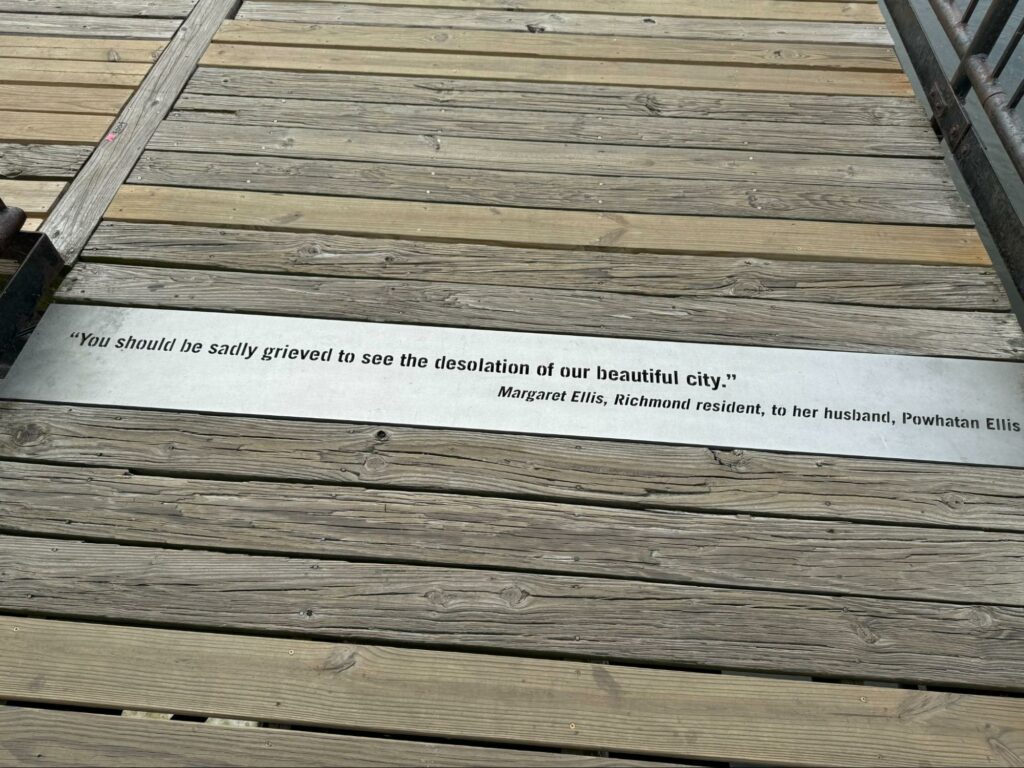 “You should be sadly grieved to see the desolation of our beautiful city.”
Margaret Ellis, Richmond resident, to her husband, Powhatan Ellis